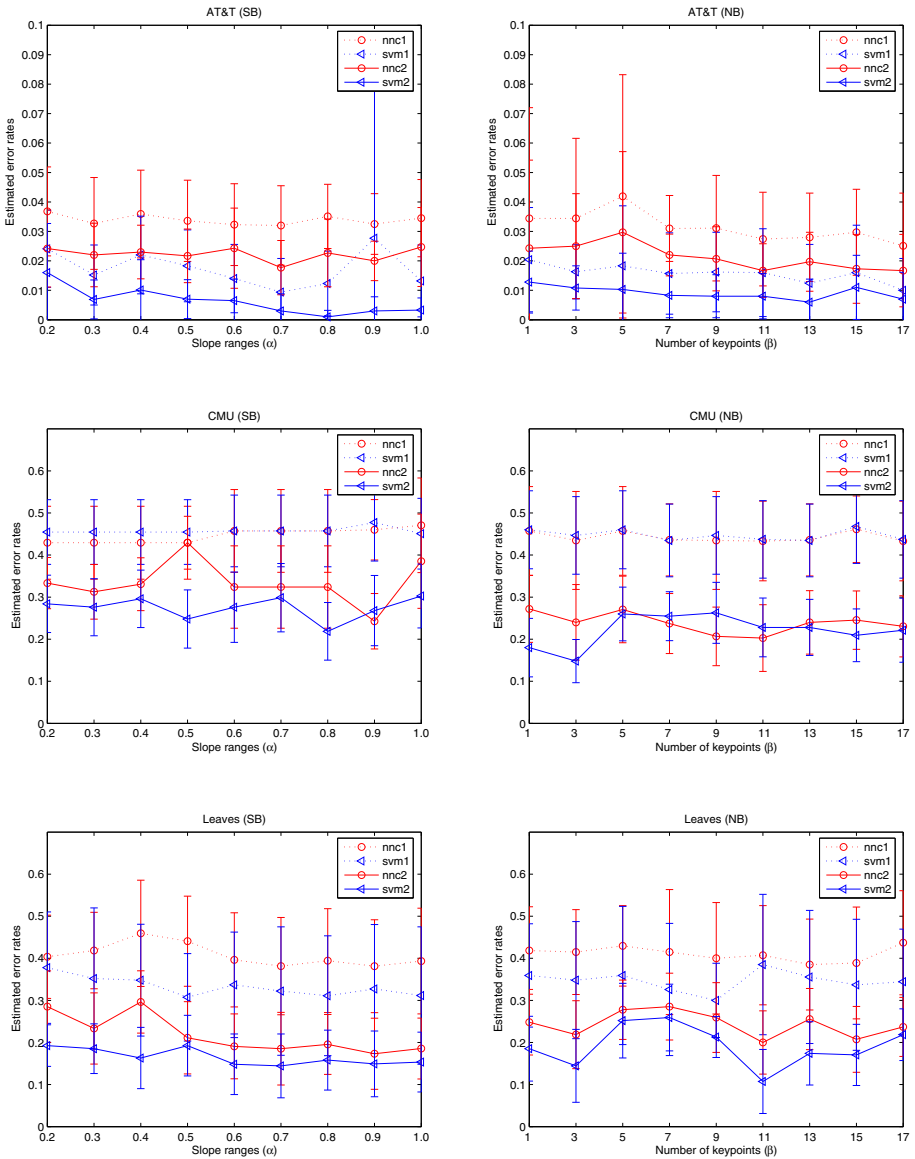 AT&T (SB)
Estimated error rates
0.1
0.09
0.08
0.07
0.06
0.05
0.04
0.03
0.02
0.01
0
0.2 0.3 0.4 0.5 0.6 0.7 0.8 0.9 1.0
Slope ranges (α)
nnc1
svm1
nnc2
svm2
AT&T (NB)
Estimated error rates
0.1
0.09
0.08
0.07
0.06
0.05
0.04
0.03
0.02
0.01
0
1 3 5 7 9 11 13 15 17
Number of keypoints (β)
nnc1
svm1
nnc2
svm2
CMU (SB)
Estimated error rates
0.6
0.5
0.4
0.3
0.2
0.1
0
0.2 0.3 0.4 0.5 0.6 0.7 0.8 0.9 1.0
Slope ranges (α)
nnc1
svm1
nnc2
svm2
CMU (NB)
Estimated error rates
0.6
0.5
0.4
0.3
0.2
0.1
0
1 3 5 7 9 11 13 15 17
Number of keypoints (β)
nnc1
svm1
nnc2
svm2
Leaves (SB)
Estimated error rates
0.6
0.5
0.4
0.3
0.2
0.1
0
0.2 0.3 0.4 0.5 0.6 0.7 0.8 0.9 1.0
Slope ranges (α)
nnc1
svm1
nnc2
svm2
Leaves (NB)
Estimated error rates
0.6
0.5
0.4
0.3
0.2
0.1
0
1 3 5 7 9 11 13 15 17
Number of keypoints (β)
nnc1
svm1
nnc2
svm2